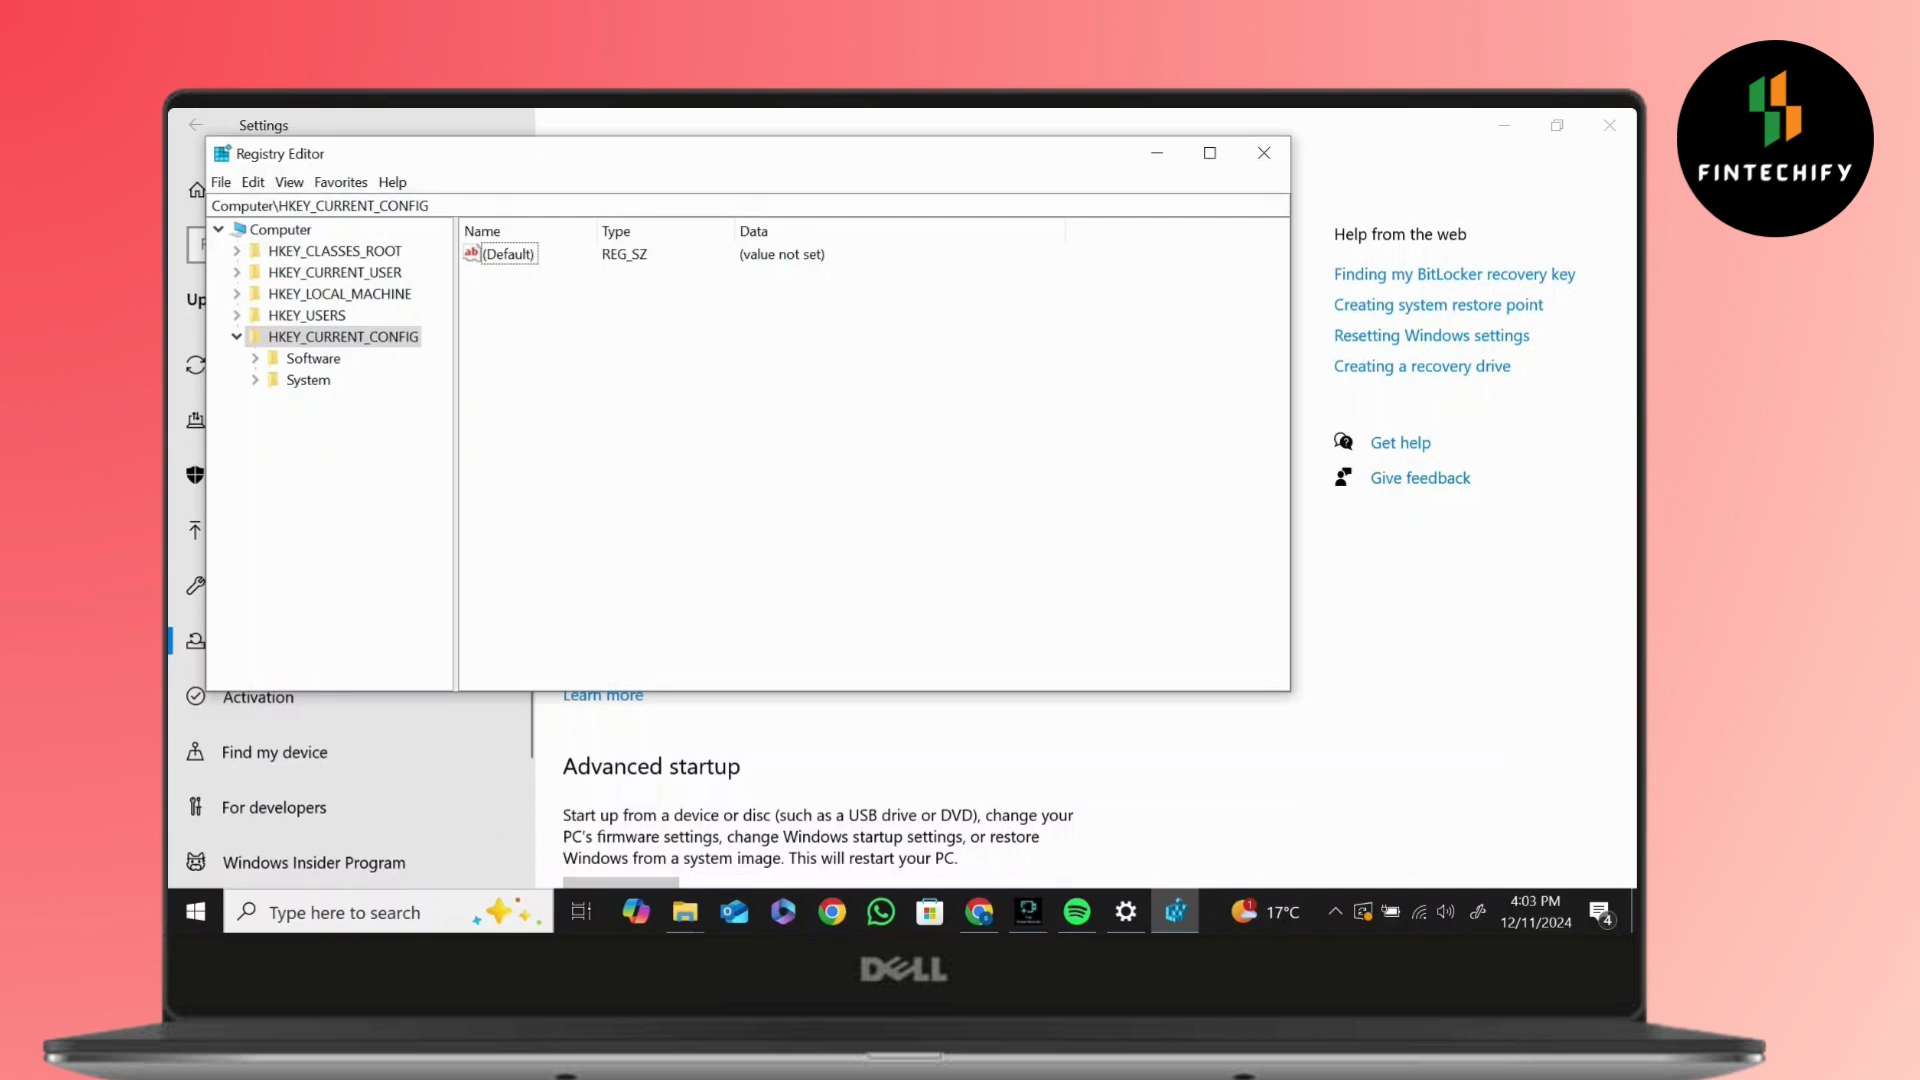 FINTECHIFY
Settings
Registry Editor
File Edit View Favorites Help
Computer\HKEY_CURRENT_CONFIG
Computer
HKEY_CLASSES_ROOT
HKEY_CURRENT_USER
HKEY_LOCAL_MACHINE
HKEY_USERS
HKEY_CURRENT_CONFIG
Software
System
Name Type Data
(Default) REG_SZ (value not set)
Up
Activation
Find my device
For developers
Windows Insider Program
Learn more
Advanced startup
Start up from a device or disc (such as a USB drive or DVD), change your
PC's firmware settings, change Windows startup settings, or restore
Windows from a system image. This will restart your PC.
Help from the web
Finding my BitLocker recovery key
Creating system restore point
Resetting Windows settings
Creating a recovery drive
Get help
Give feedback
Type here to search
1
17°C
4:03 PM
12/11/2024
4
DELL